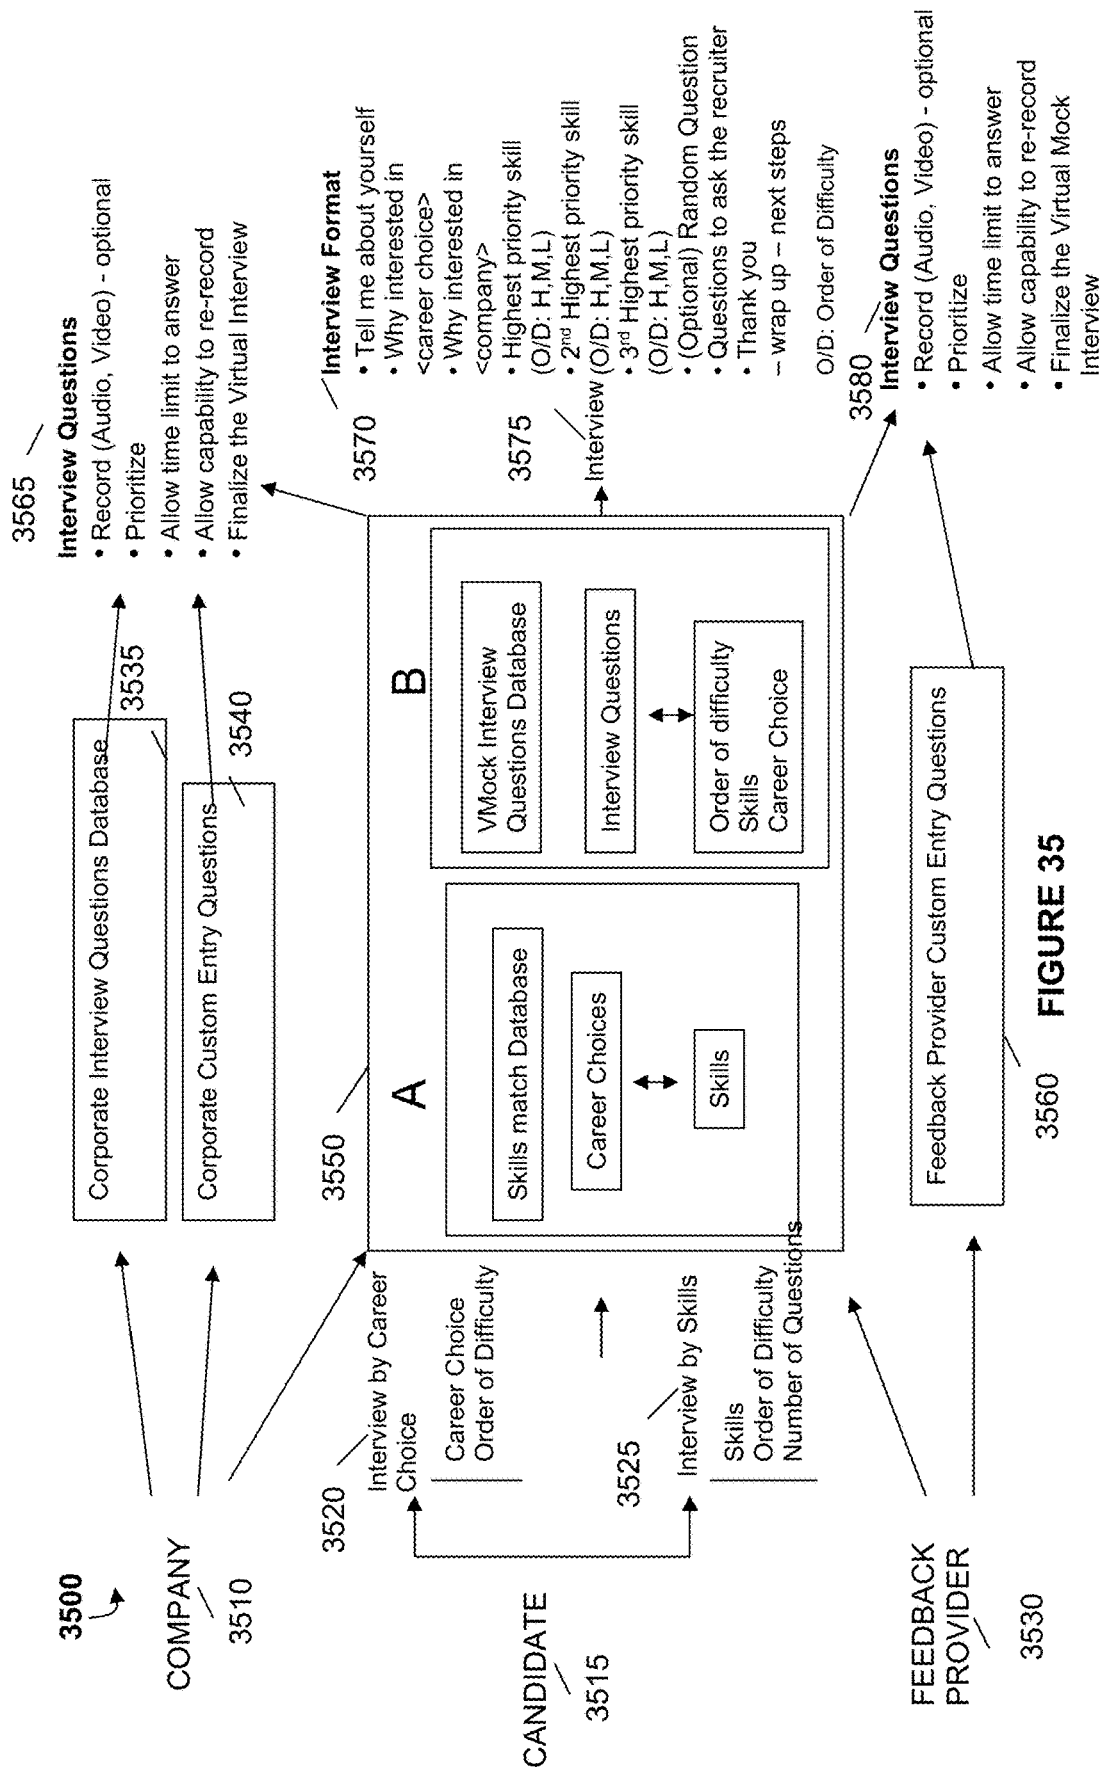 3500
COMPANY
3510
CANDIDATE
3515
FEEDBACK
PROVIDER
3530
3520
Interview by Career
Choice
Career Choice
Order of Difficulty
3525
Interview by Skills
Skills
Order of Difficulty
Number of Questions
Corporate Interview Questions Database
3535
Corporate Custom Entry Questions
3540
3550
A
Skills match Database
Career Choices
Skills
B
VMock Interview
Questions Database
Interview Questions
Order of difficulty
Skills
Career Choice
Feedback Provider Custom Entry Questions
3560
3565
Interview Questions
• Record (Audio, Video) - optional
• Prioritize
• Allow time limit to answer
• Allow capability to re-record
• Finalize the Virtual Interview
3570
Interview Format
• Tell me about yourself
• Why interested in
<career choice>
• Why interested in
<company>
• Highest priority skill
(O/D: H,M,L)
• 2nd Highest priority skill
(O/D: H,M,L)
• 3rd Highest priority skill
(O/D: H,M,L)
• (Optional) Random Question
• Questions to ask the recruiter
• Thank you
– wrap up – next steps
O/D: Order of Difficulty
3575
Interview
3580
Interview Questions
• Record (Audio, Video) - optional
• Prioritize
• Allow time limit to answer
• Allow capability to re-record
• Finalize the Virtual Mock
Interview
FIGURE 35